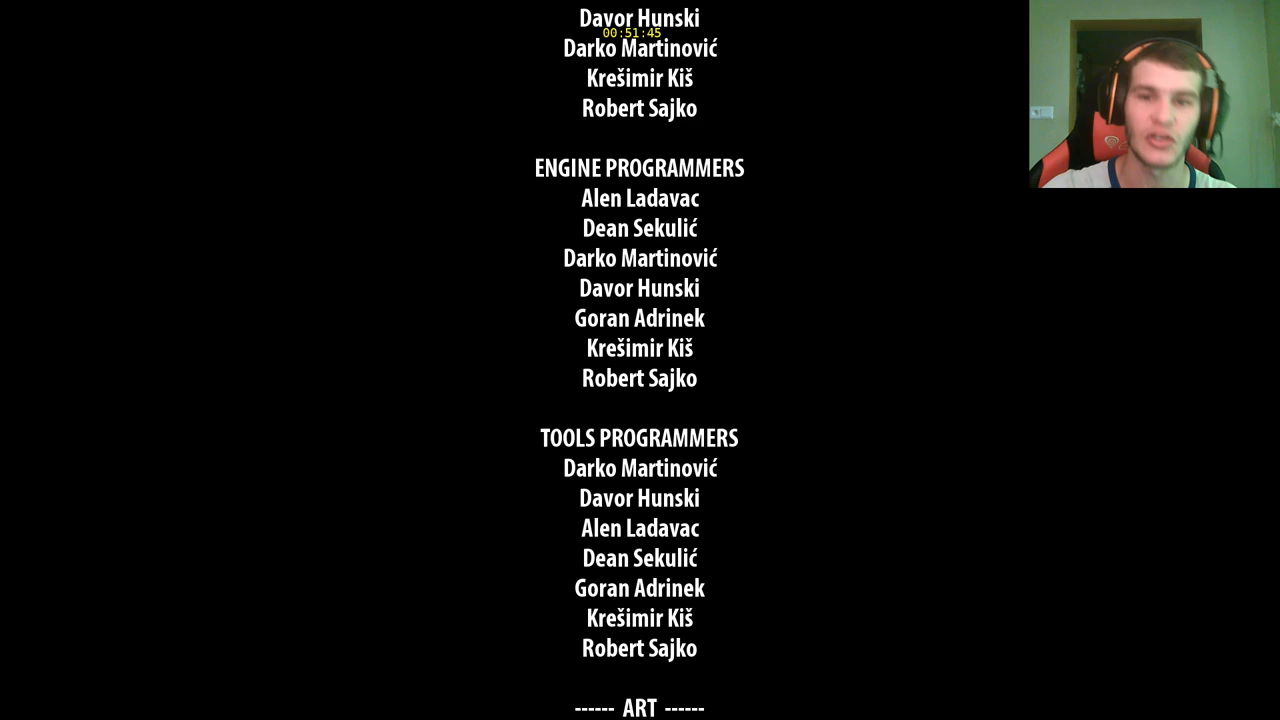 Davor Hunski
00:51:45
Darko Martinović
Krešimir Kiš
Robert Sajko
ENGINE PROGRAMMERS
Alen Ladavac
Dean Sekulić
Darko Martinović
Davor Hunski
Goran Adrinek
Krešimir Kiš
Robert Sajko
TOOLS PROGRAMMERS
Darko Martinović
Davor Hunski
Alen Ladavac
Dean Sekulić
Goran Adrinek
Krešimir Kiš
Robert Sajko
------ ART ------